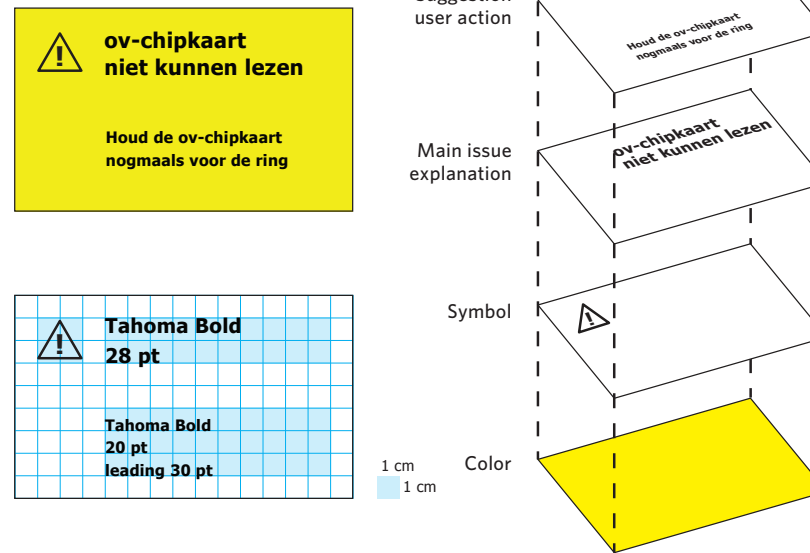 ov-chipkaart
niet kunnen lezen
Houd de ov-chipkaart
nogmaals voor de ring
Tahoma Bold
28 pt
Tahoma Bold
20 pt
leading 30 pt
1 cm
1 cm
Suggestion
user action
Houd de ov-chipkaart
nogmaals voor de ring
Main issue
explanation
ov-chipkaart
niet kunnen lezen
Symbol
Color